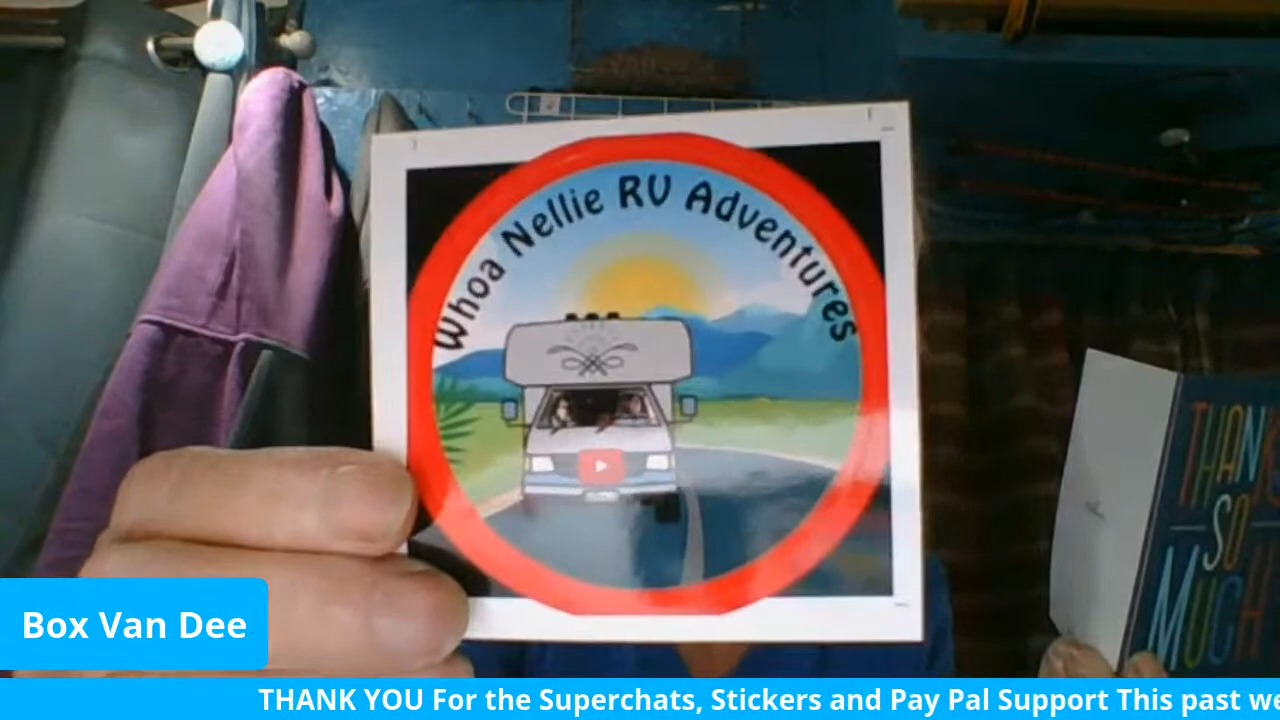 Whoa Nellie RV Adventures
THANK
SO
MUCH
Box Van Dee
THANK YOU For the Superchats, Stickers and Pay Pal Support This past we